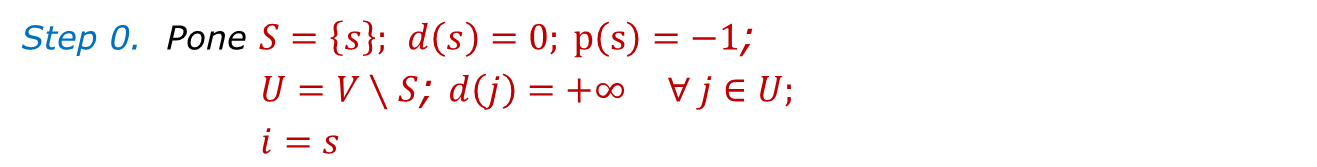 Step 0. Pone S = {s}; d(s) = 0; p(s) = −1;
U = V \ S; d(j) = +∞ ∀ j ∈ U;
i = s